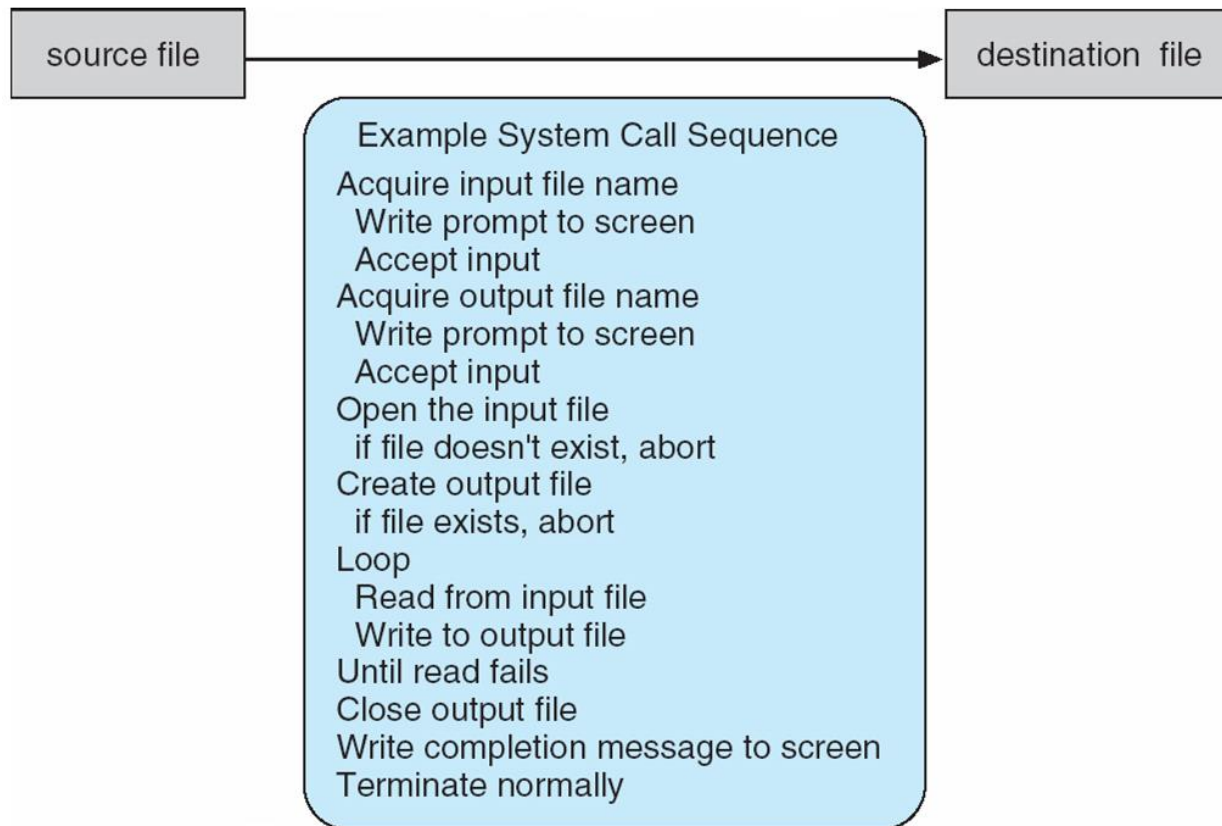 source file
destination file
Example System Call Sequence
Acquire input file name
Write prompt to screen
Accept input
Acquire output file name
Write prompt to screen
Accept input
Open the input file
if file doesn't exist, abort
Create output file
if file exists, abort
Loop
Read from input file
Write to output file
Until read fails
Close output file
Write completion message to screen
Terminate normally